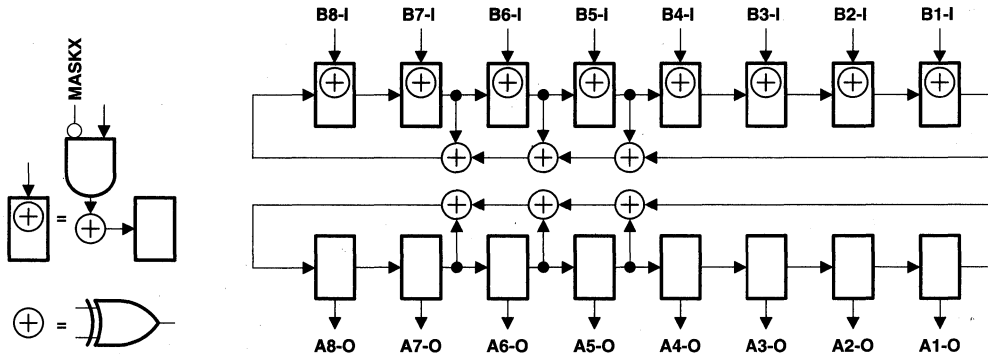 B8-I B7-I B6-I B5-I B4-I B3-I B2-I B1-I
MASKX
=
=
A8-O A7-O A6-O A5-O A4-O A3-O A2-O A1-O